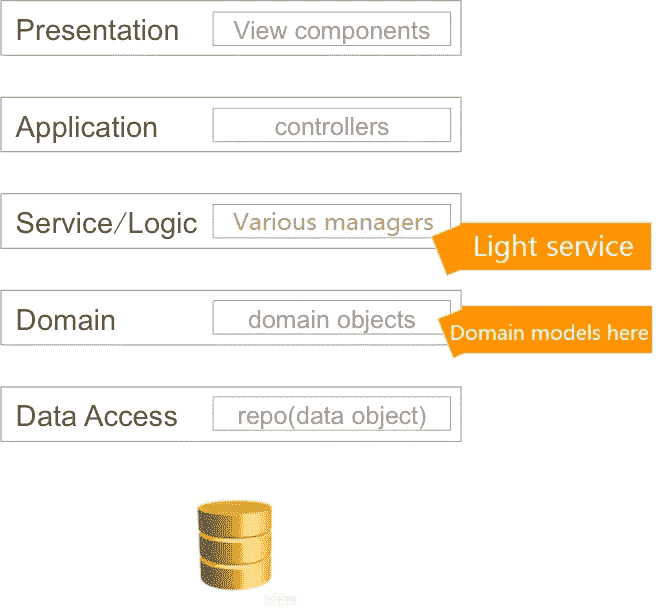 Presentation View components
Application controllers
Service/Logic Various managers
Light service
Domain domain objects
Domain models here
Data Access repo(data object)